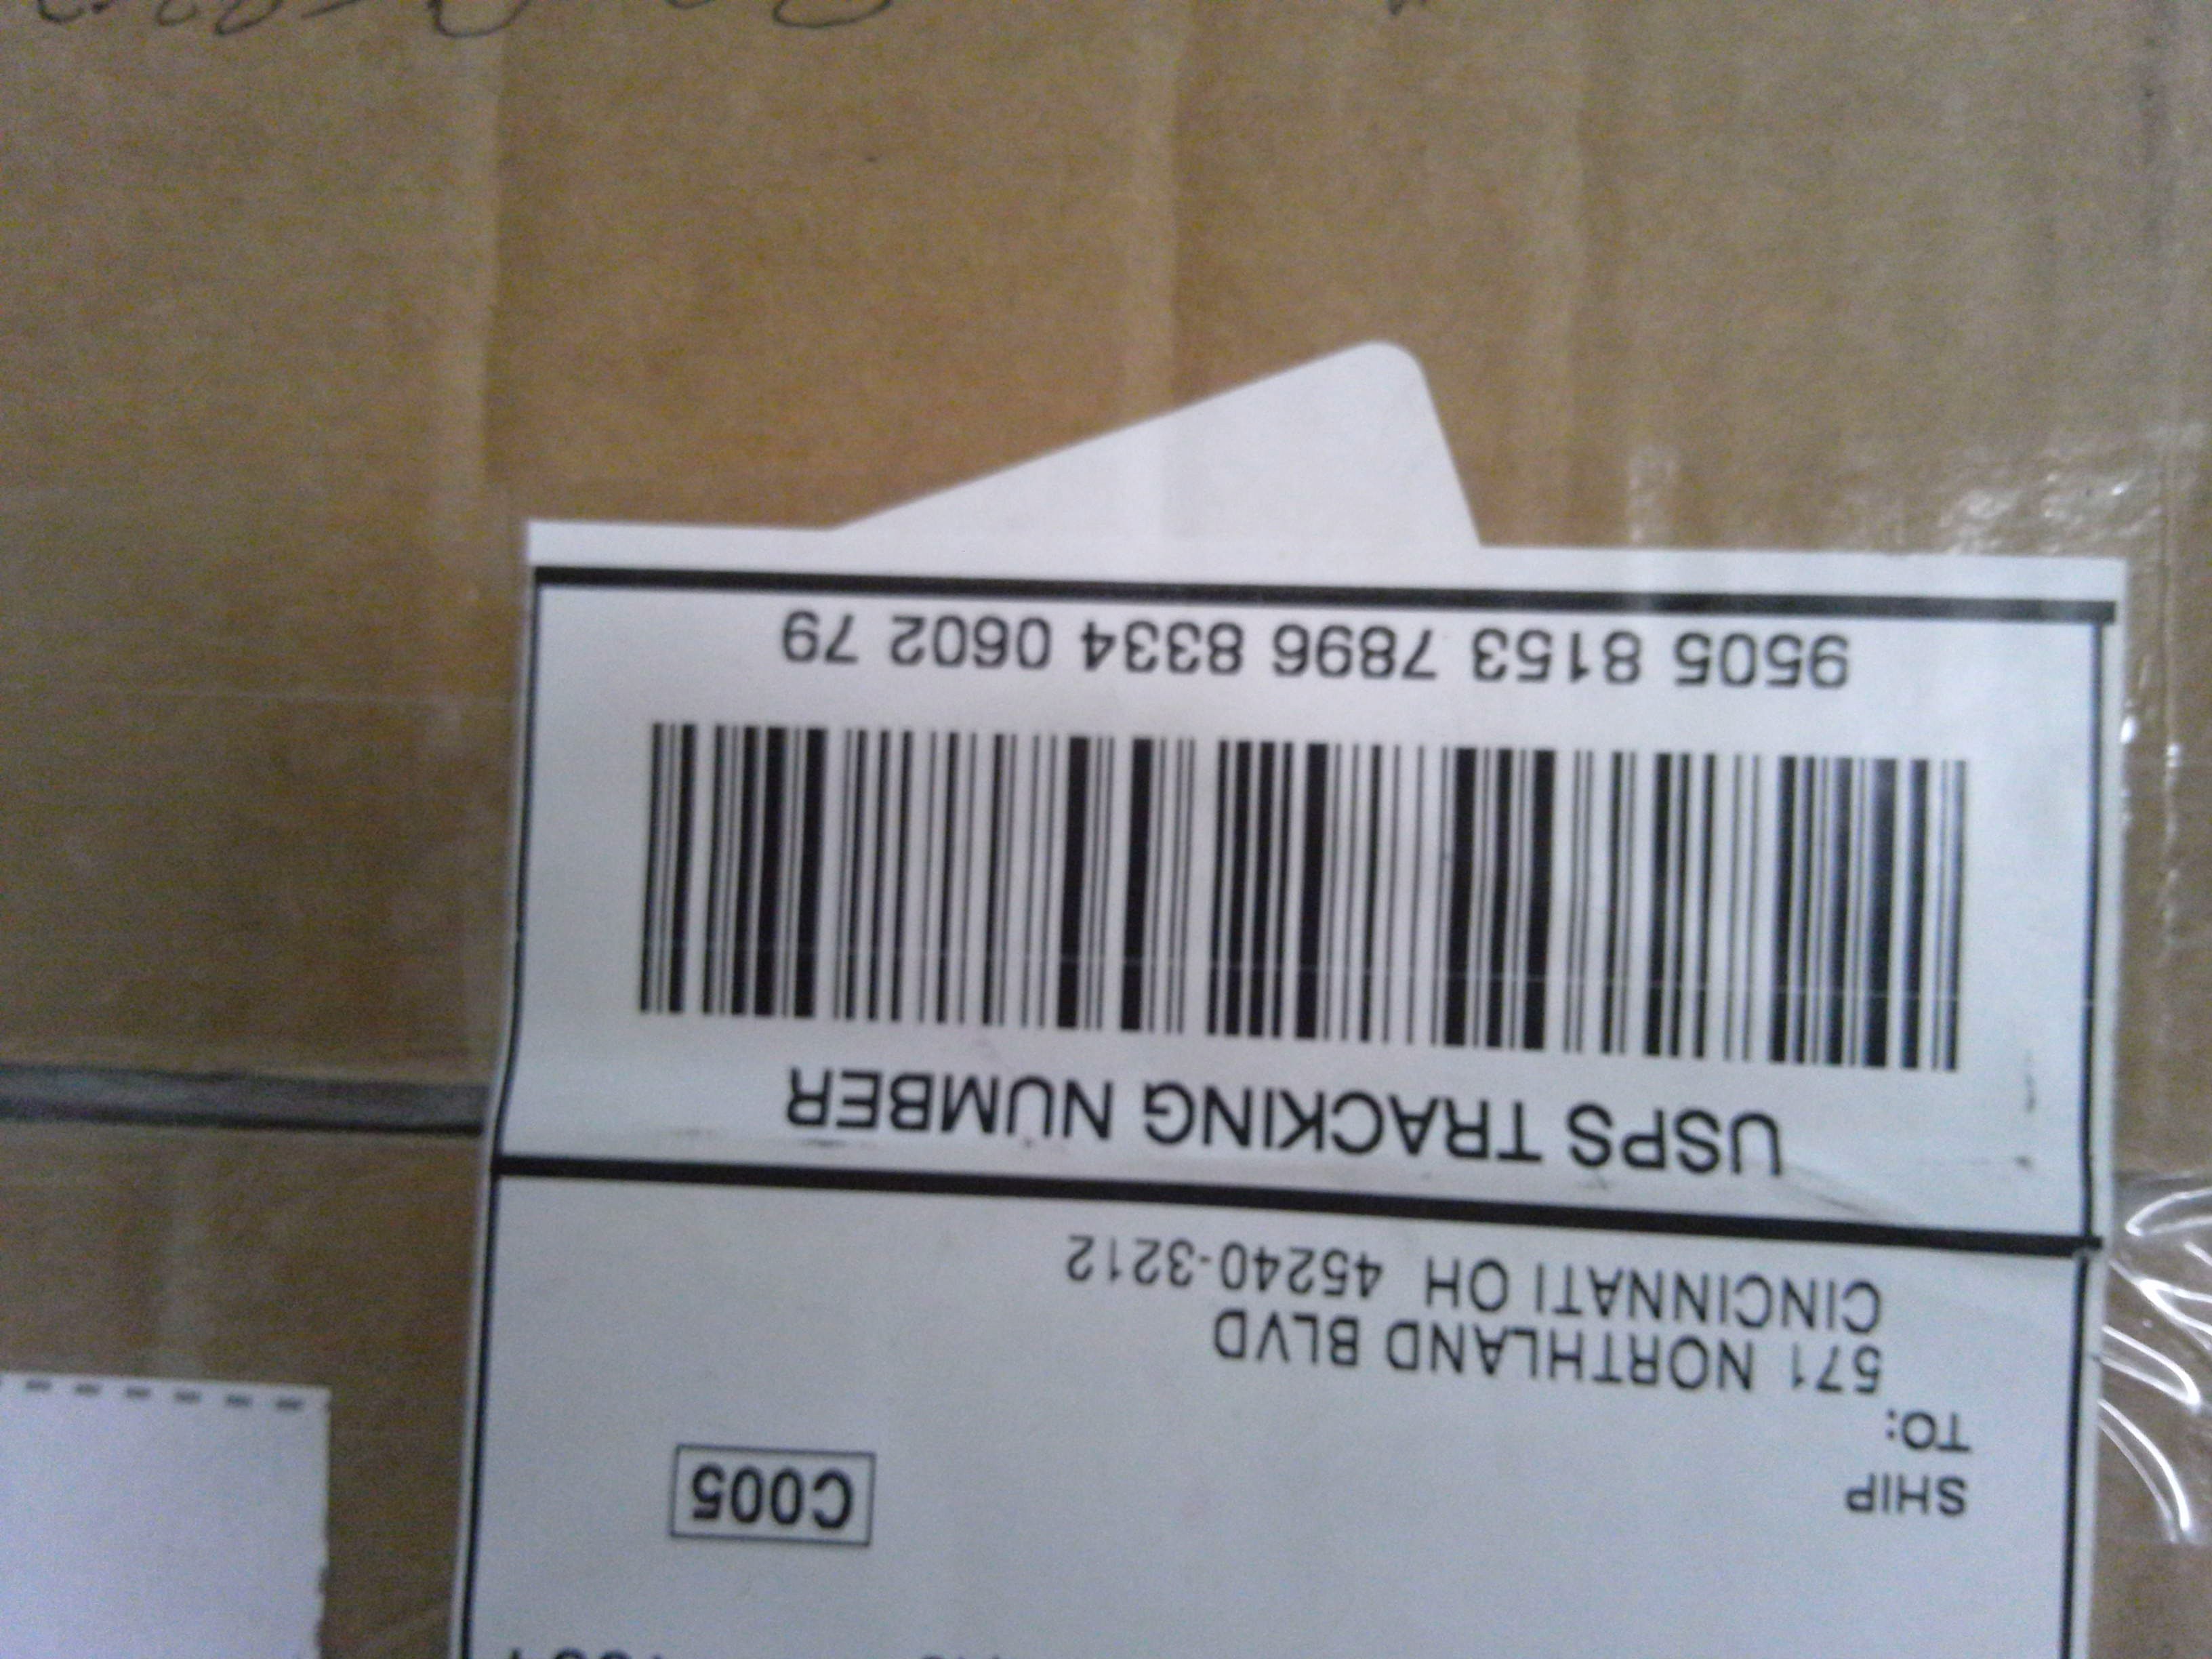 C005
SHIP
TO:
571 NORTHLAND BLVD
CINCINNATI OH 45240-3212
USPS TRACKING NUMBER
9505 8153 7896 8334 0602 79